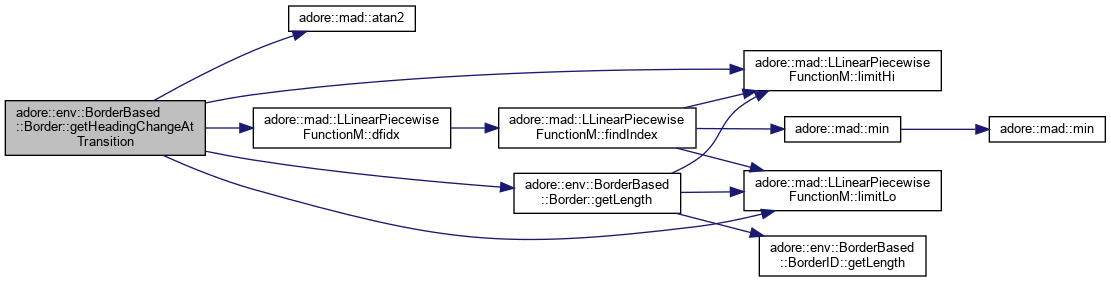 adore::env::BorderBased
::Border::getHeadingChangeAt
Transition
adore::mad::atan2
adore::mad::LLinearPiecewise
FunctionM::limitHi
adore::mad::LLinearPiecewise
FunctionM::dfidx
adore::mad::LLinearPiecewise
FunctionM::findIndex
adore::mad::min
adore::mad::min
adore::env::BorderBased
::Border::getLength
adore::mad::LLinearPiecewise
FunctionM::limitLo
adore::env::BorderBased
::BorderID::getLength